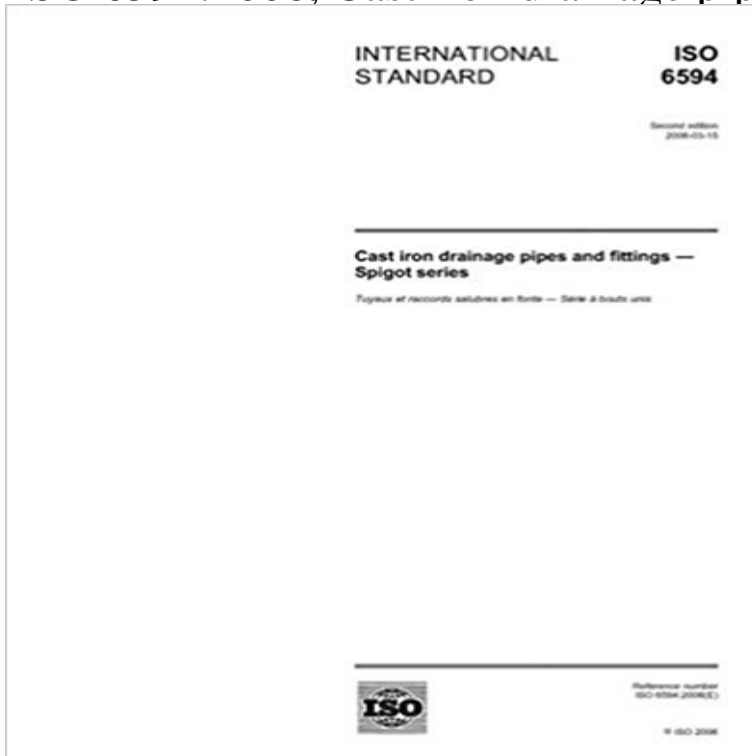 INTERNATIONAL
STANDARD
ISO
6594
Second edition
2006-03-15
Cast iron drainage pipes and fittings —
Spigot series
Tuyaux et raccords salubres en fonte — Série à bouts unis
ISO
Reference number
ISO 6594:2006(E)
© ISO 2006